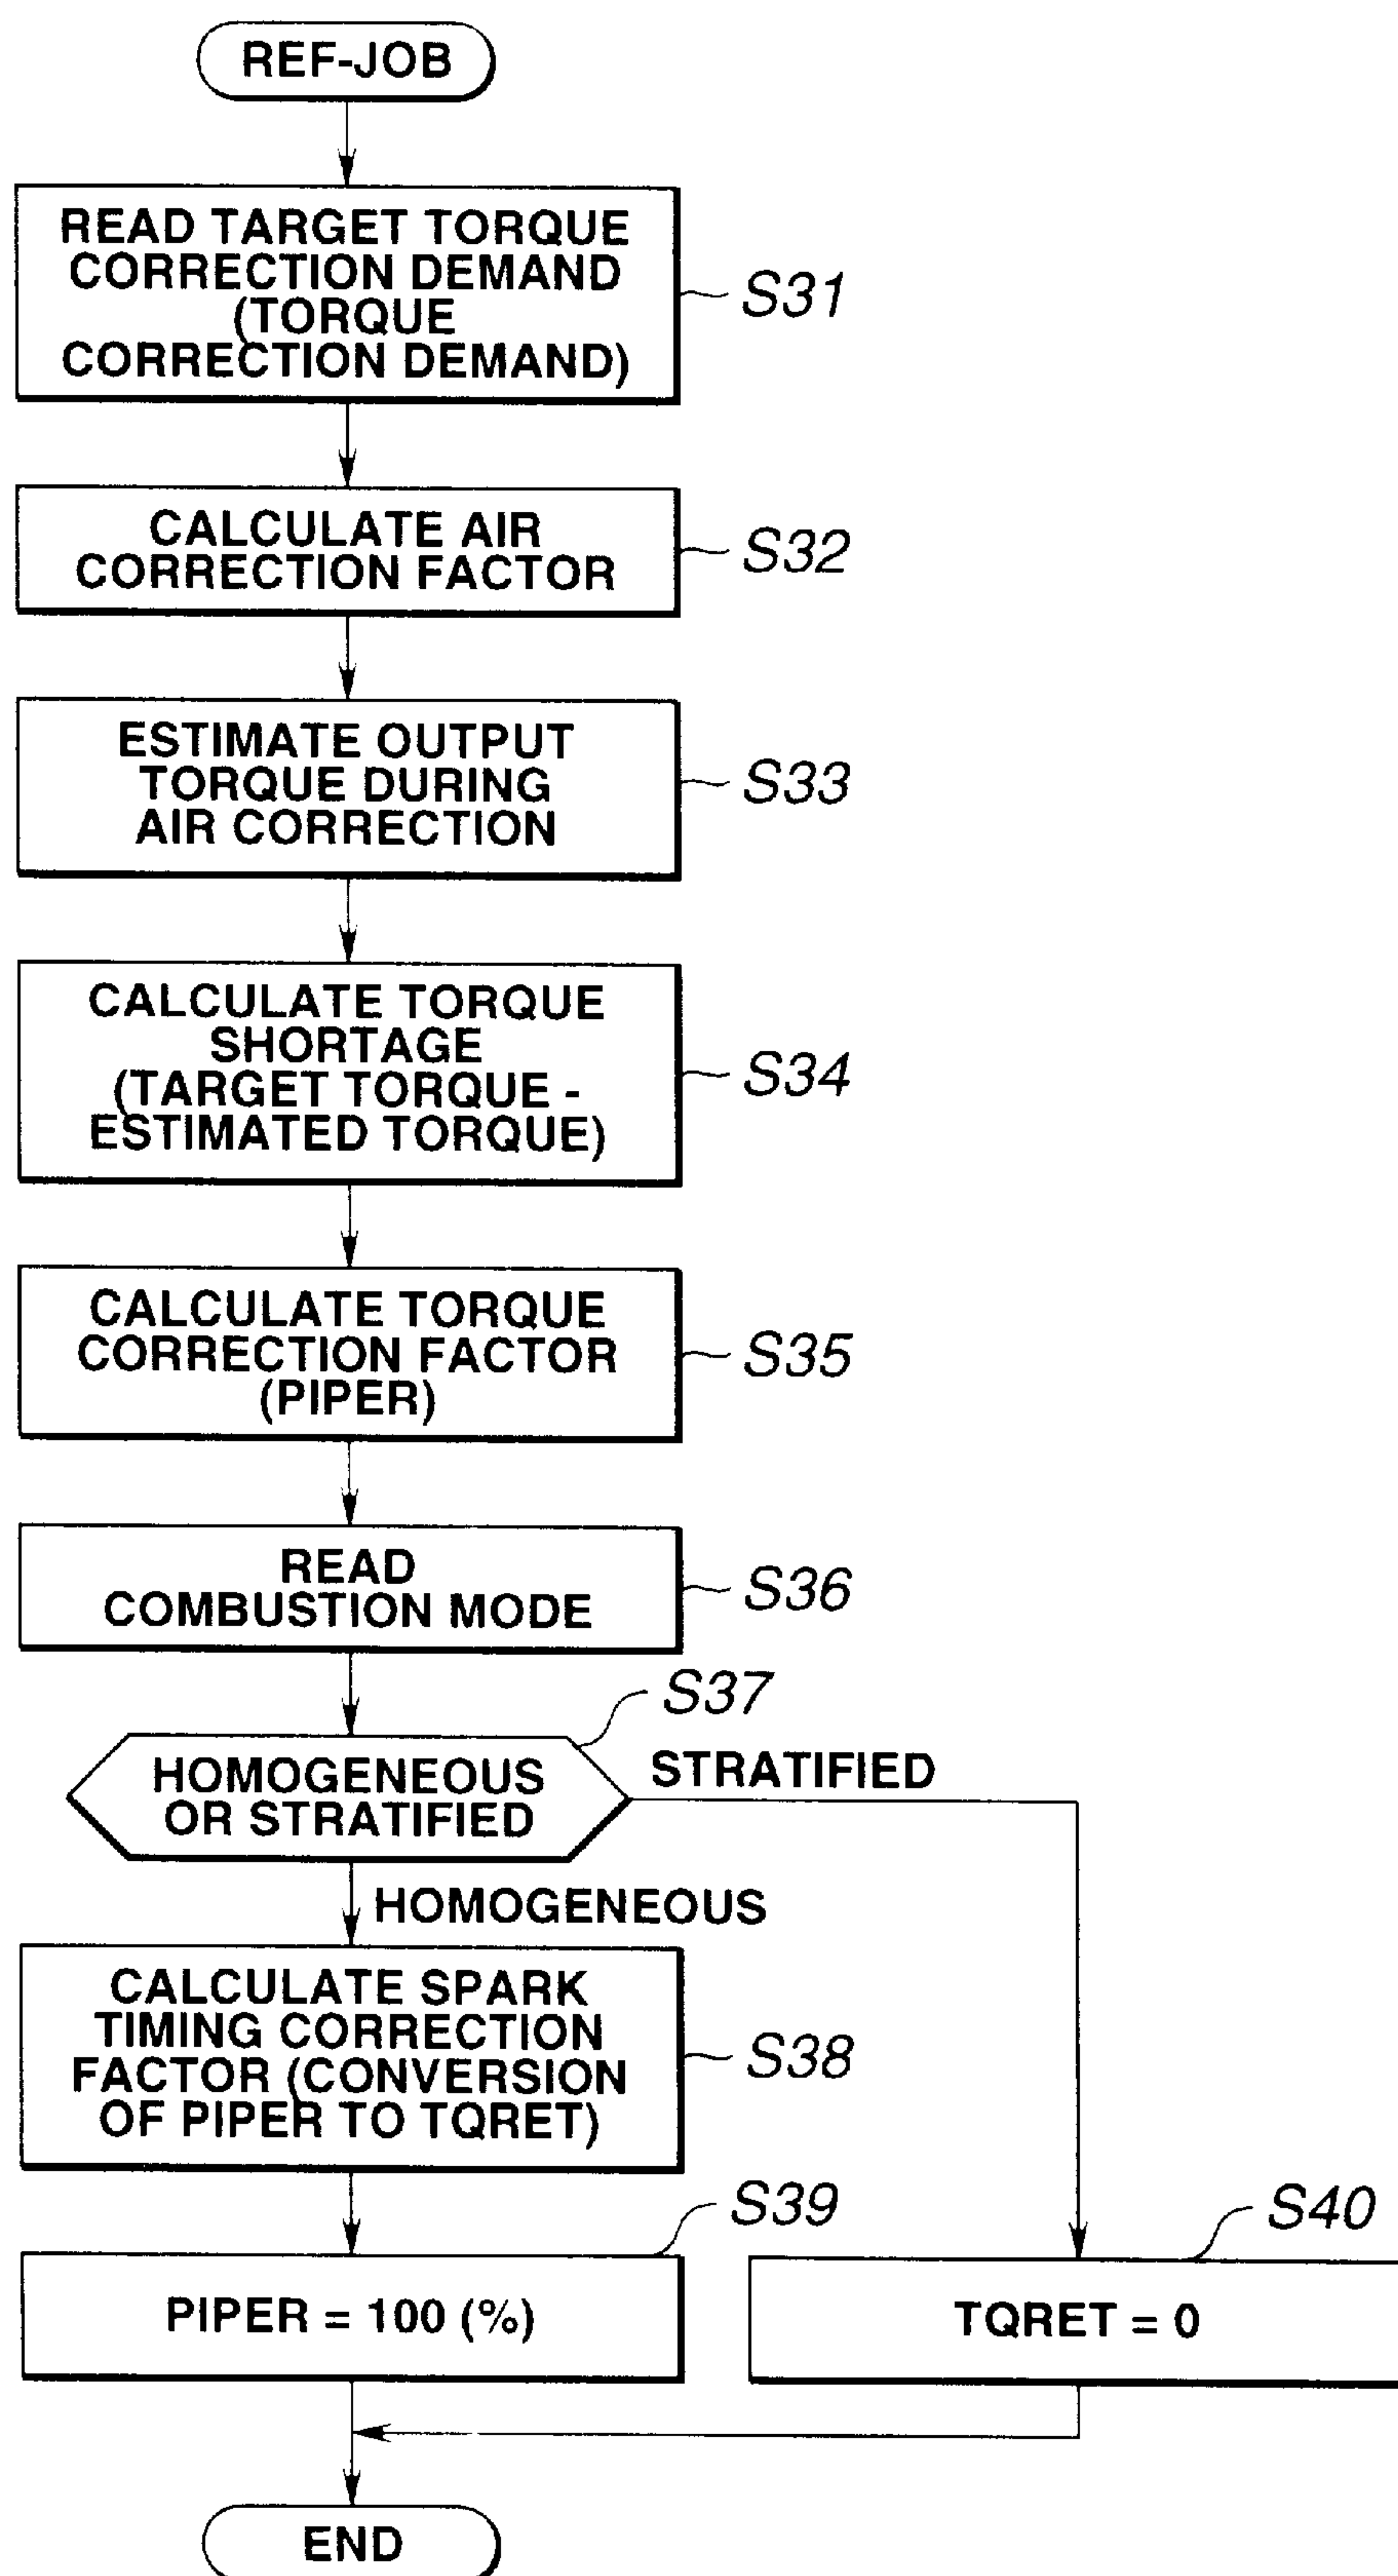 REF-JOB
READ TARGET TORQUE
CORRECTION DEMAND
(TORQUE
CORRECTION DEMAND)
S31
CALCULATE AIR
CORRECTION FACTOR
S32
ESTIMATE OUTPUT
TORQUE DURING
AIR CORRECTION
S33
CALCULATE TORQUE
SHORTAGE
(TARGET TORQUE -
ESTIMATED TORQUE)
S34
CALCULATE TORQUE
CORRECTION FACTOR
(PIPER)
S35
READ
COMBUSTION MODE
S36
S37
HOMOGENEOUS
OR STRATIFIED
STRATIFIED
HOMOGENEOUS
CALCULATE SPARK
TIMING CORRECTION
FACTOR (CONVERSION
OF PIPER TO TQRET)
S38
S39
PIPER = 100 (%)
S40
TQRET = 0
END